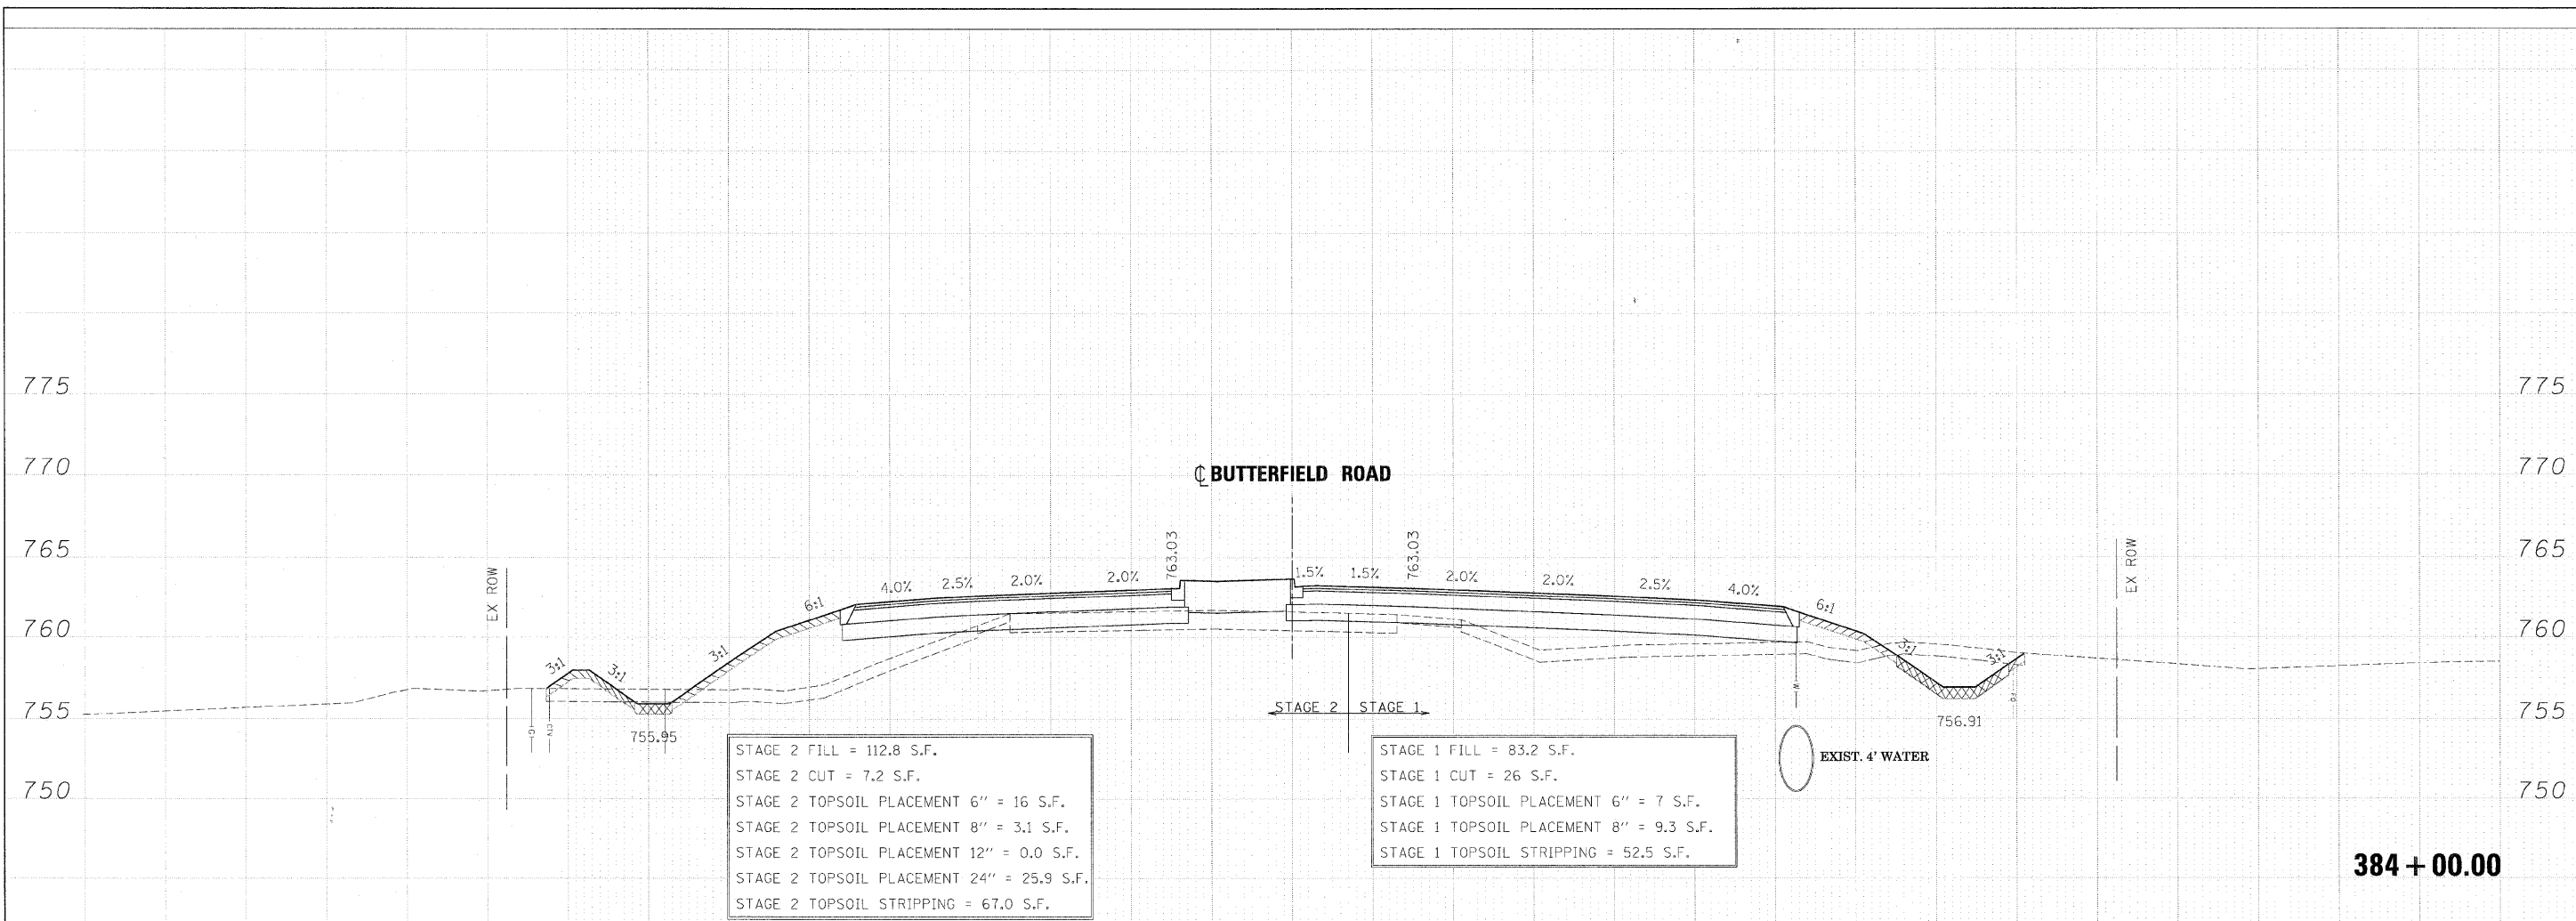 775
775
770
770
℄ BUTTERFIELD ROAD
765
765
EX ROW
763.03
763.03
EX ROW
4.0%
2.5%
2.0%
2.0%
1.5%
1.5%
2.0%
2.0%
2.5%
4.0%
6:1
6:1
760
760
3:1
3:1
3:1
3:1
3:1
755
755
STAGE 2
STAGE 1
755.95
756.91
750
750
EXIST. 4' WATER
STAGE 2 FILL = 112.8 S.F.
STAGE 2 CUT = 7.2 S.F.
STAGE 2 TOPSOIL PLACEMENT 6" = 16 S.F.
STAGE 2 TOPSOIL PLACEMENT 8" = 3.1 S.F.
STAGE 2 TOPSOIL PLACEMENT 12" = 0.0 S.F.
STAGE 2 TOPSOIL PLACEMENT 24" = 25.9 S.F.
STAGE 2 TOPSOIL STRIPPING = 67.0 S.F.
STAGE 1 FILL = 83.2 S.F.
STAGE 1 CUT = 26 S.F.
STAGE 1 TOPSOIL PLACEMENT 6" = 7 S.F.
STAGE 1 TOPSOIL PLACEMENT 8" = 9.3 S.F.
STAGE 1 TOPSOIL STRIPPING = 52.5 S.F.
384+00.00